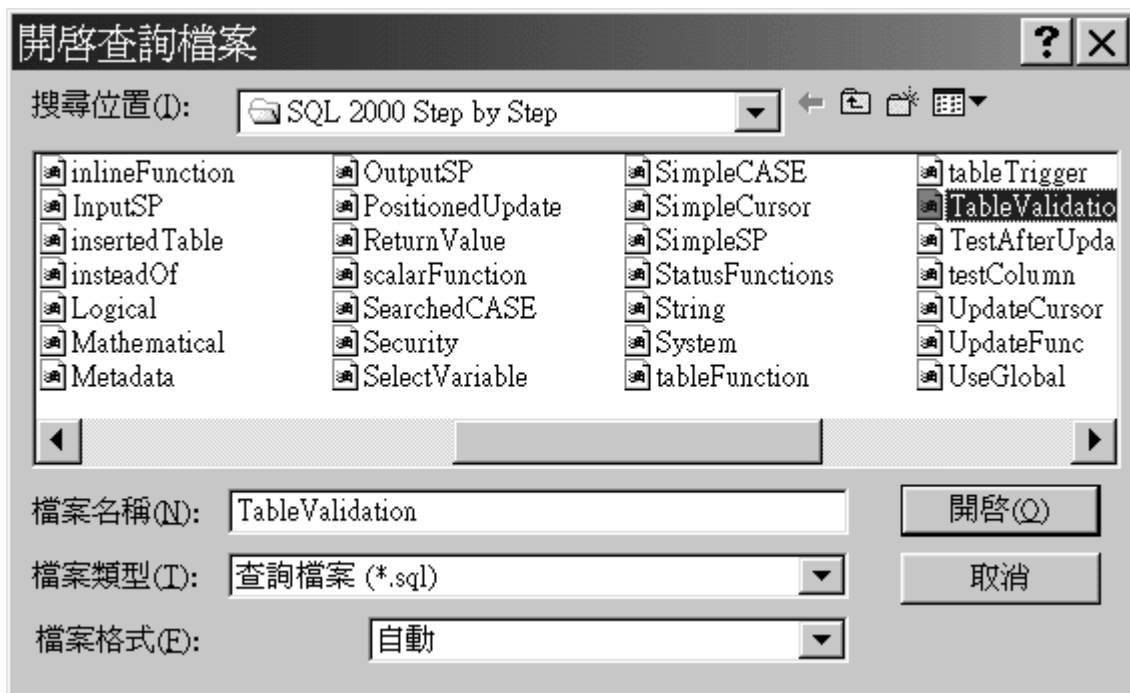 開啓查詢檔案
搜尋位置(I): SQL 2000 Step by Step
inlineFunction OutputSP SimpleCASE tableTrigger
InputSP PositionedUpdate SimpleCursor TableValidatio
insertedTable ReturnValue SimpleSP TestAfterUpda
insteadOf scalarFunction StatusFunctions testColumn
Logical SearchedCASE String UpdateCursor
Mathematical Security System UpdateFunc
Metadata SelectVariable tableFunction UseGlobal
檔案名稱(N): TableValidation 開啓(O)
檔案類型(T): 查詢檔案 (*.sql) 取消
檔案格式(F): 自動